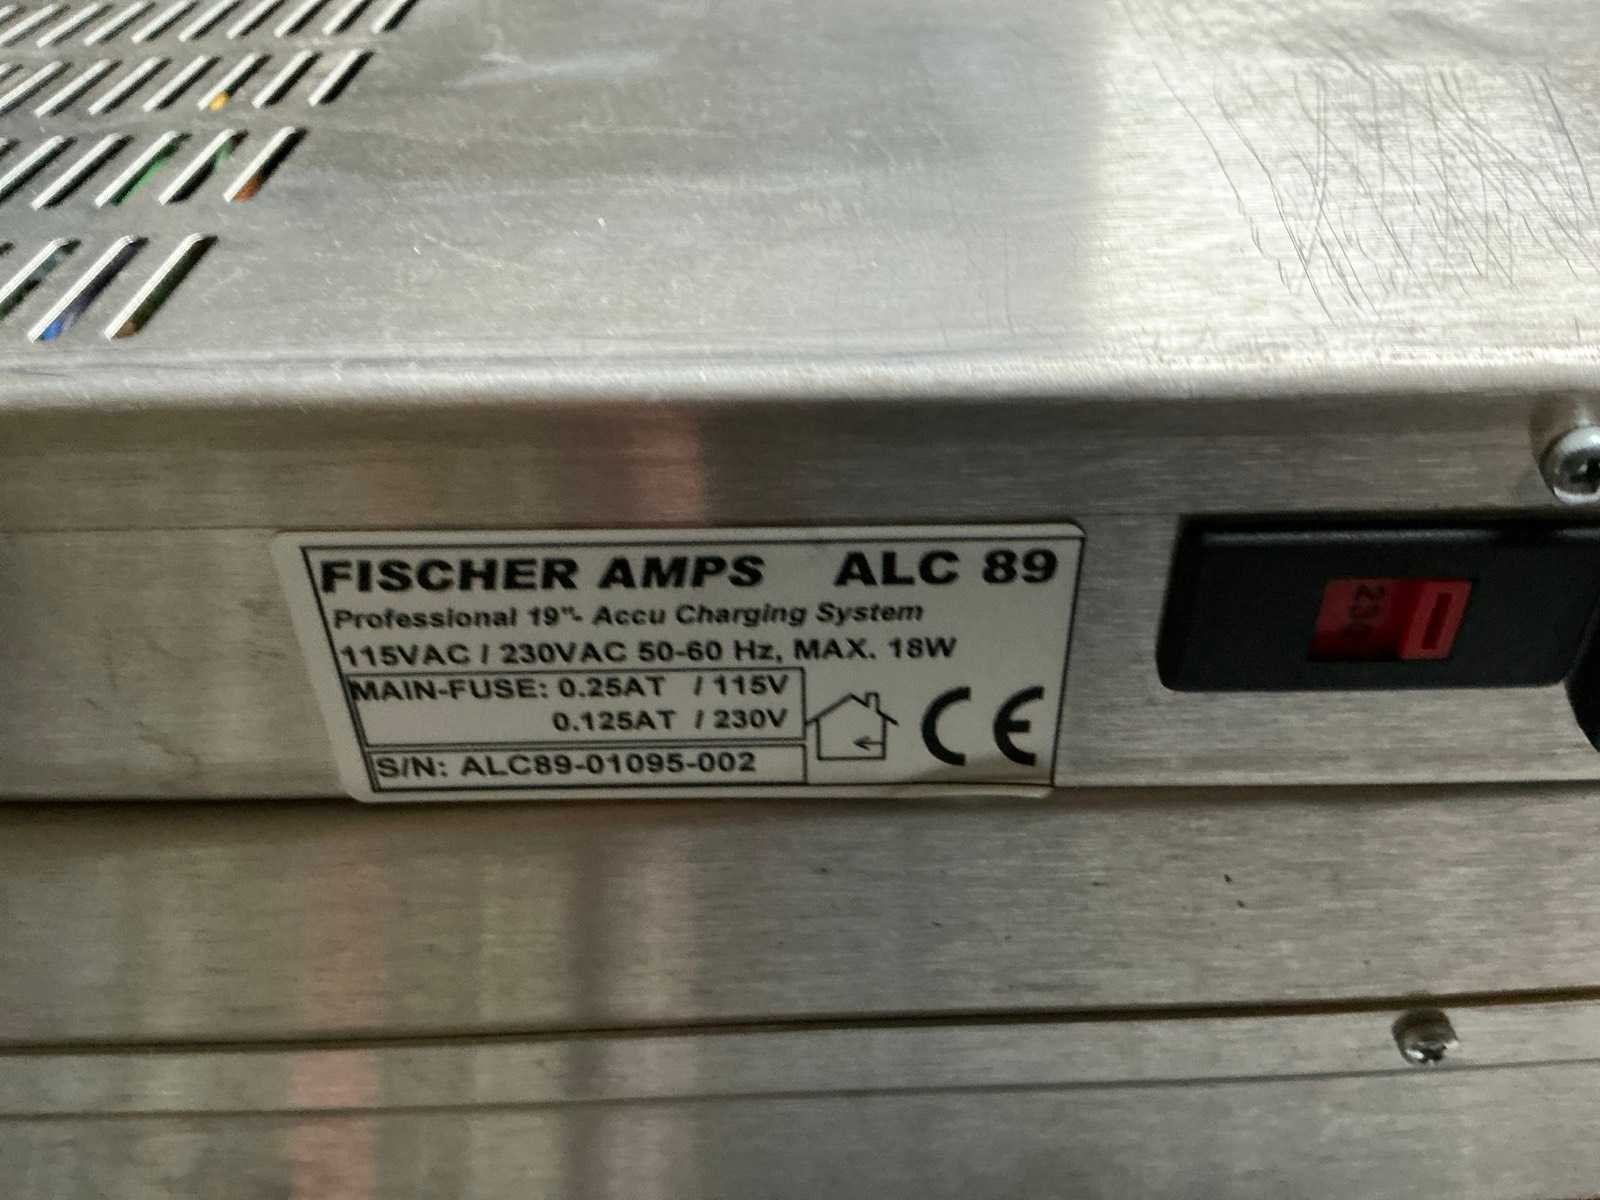 FISCHER AMPS ALC 89
Professional 19"- Accu Charging System
115VAC / 230VAC 50-60 Hz, MAX. 18W
MAIN-FUSE: 0.25AT / 115V
0.125AT / 230V
S/N: ALC89-01095-002
CE
230